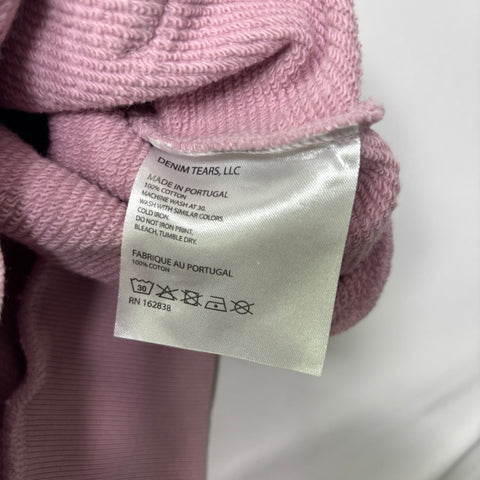 DENIM TEARS, LLC
MADE IN PORTUGAL
100% COTTON
MACHINE WASH AT 30.
WASH WITH SIMILAR COLORS.
COLD IRON.
DO NOT IRON PRINT.
BLEACH, TUMBLE DRY.
FABRIQUE AU PORTUGAL
100% COTON
30
RN 162838